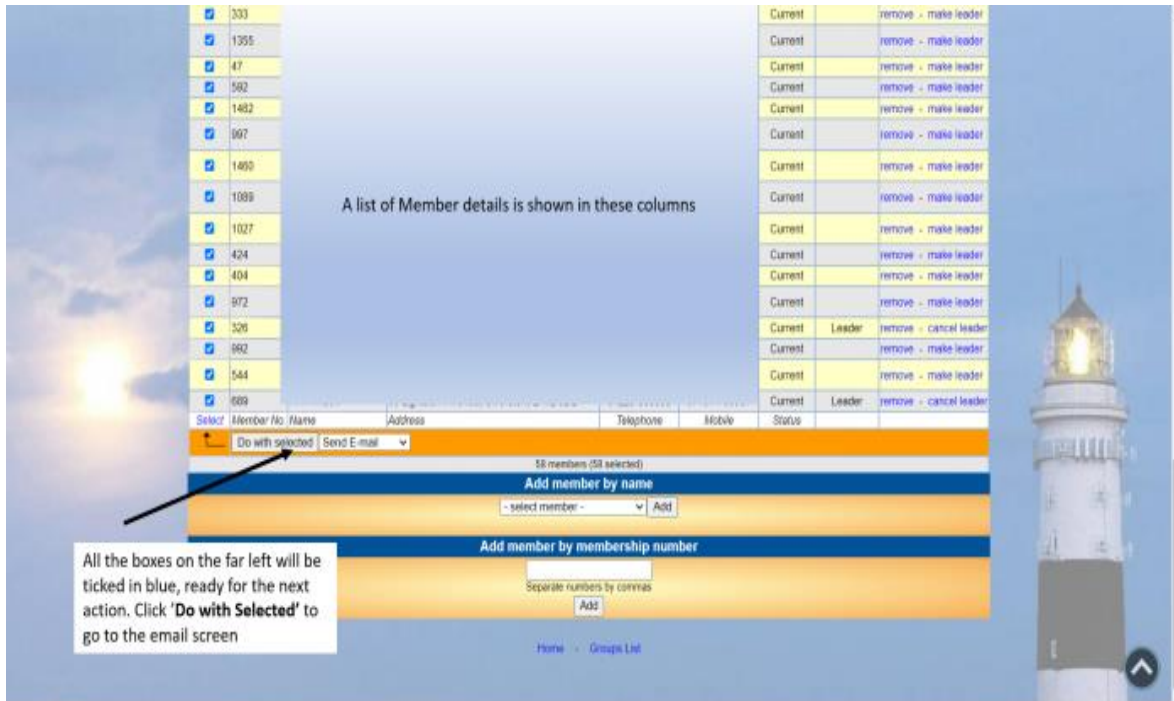 333 Current remove - make leader
1355 Current remove - make leader
47 Current remove - make leader
592 Current remove - make leader
1482 Current remove - make leader
997 Current remove - make leader
1460 Current remove - make leader
1089 Current remove - make leader
A list of Member details is shown in these columns
1027 Current remove - make leader
424 Current remove - make leader
404 Current remove - make leader
972 Current remove - make leader
326 Current Leader remove - cancel leader
992 Current remove - make leader
544 Current remove - make leader
689 Current Leader remove - cancel leader
Select Member No Name Address Telephone Mobile Status
Do with selected Send E-mail
58 members (58 selected)
Add member by name
- select member - Add
Add member by membership number
Separate numbers by commas
Add
All the boxes on the far left will be
ticked in blue, ready for the next
action. Click 'Do with Selected' to
go to the email screen
Home - Groups List